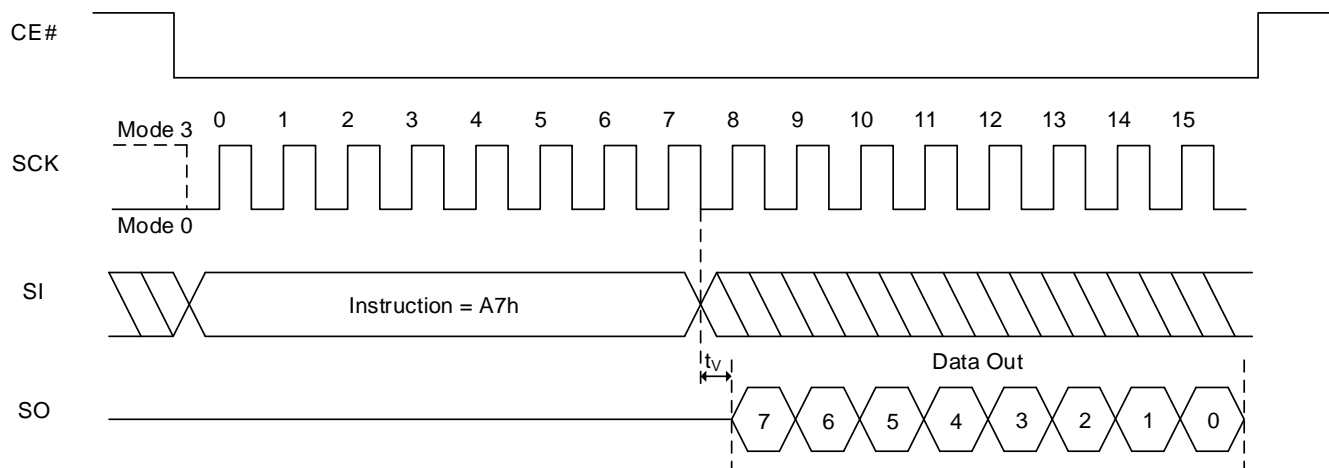 CE#
0 1 2 3 4 5 6 7 8 9 10 11 12 13 14 15
Mode 3
SCK
Mode 0
SI
Instruction = A7h
tV
Data Out
SO
7 6 5 4 3 2 1 0